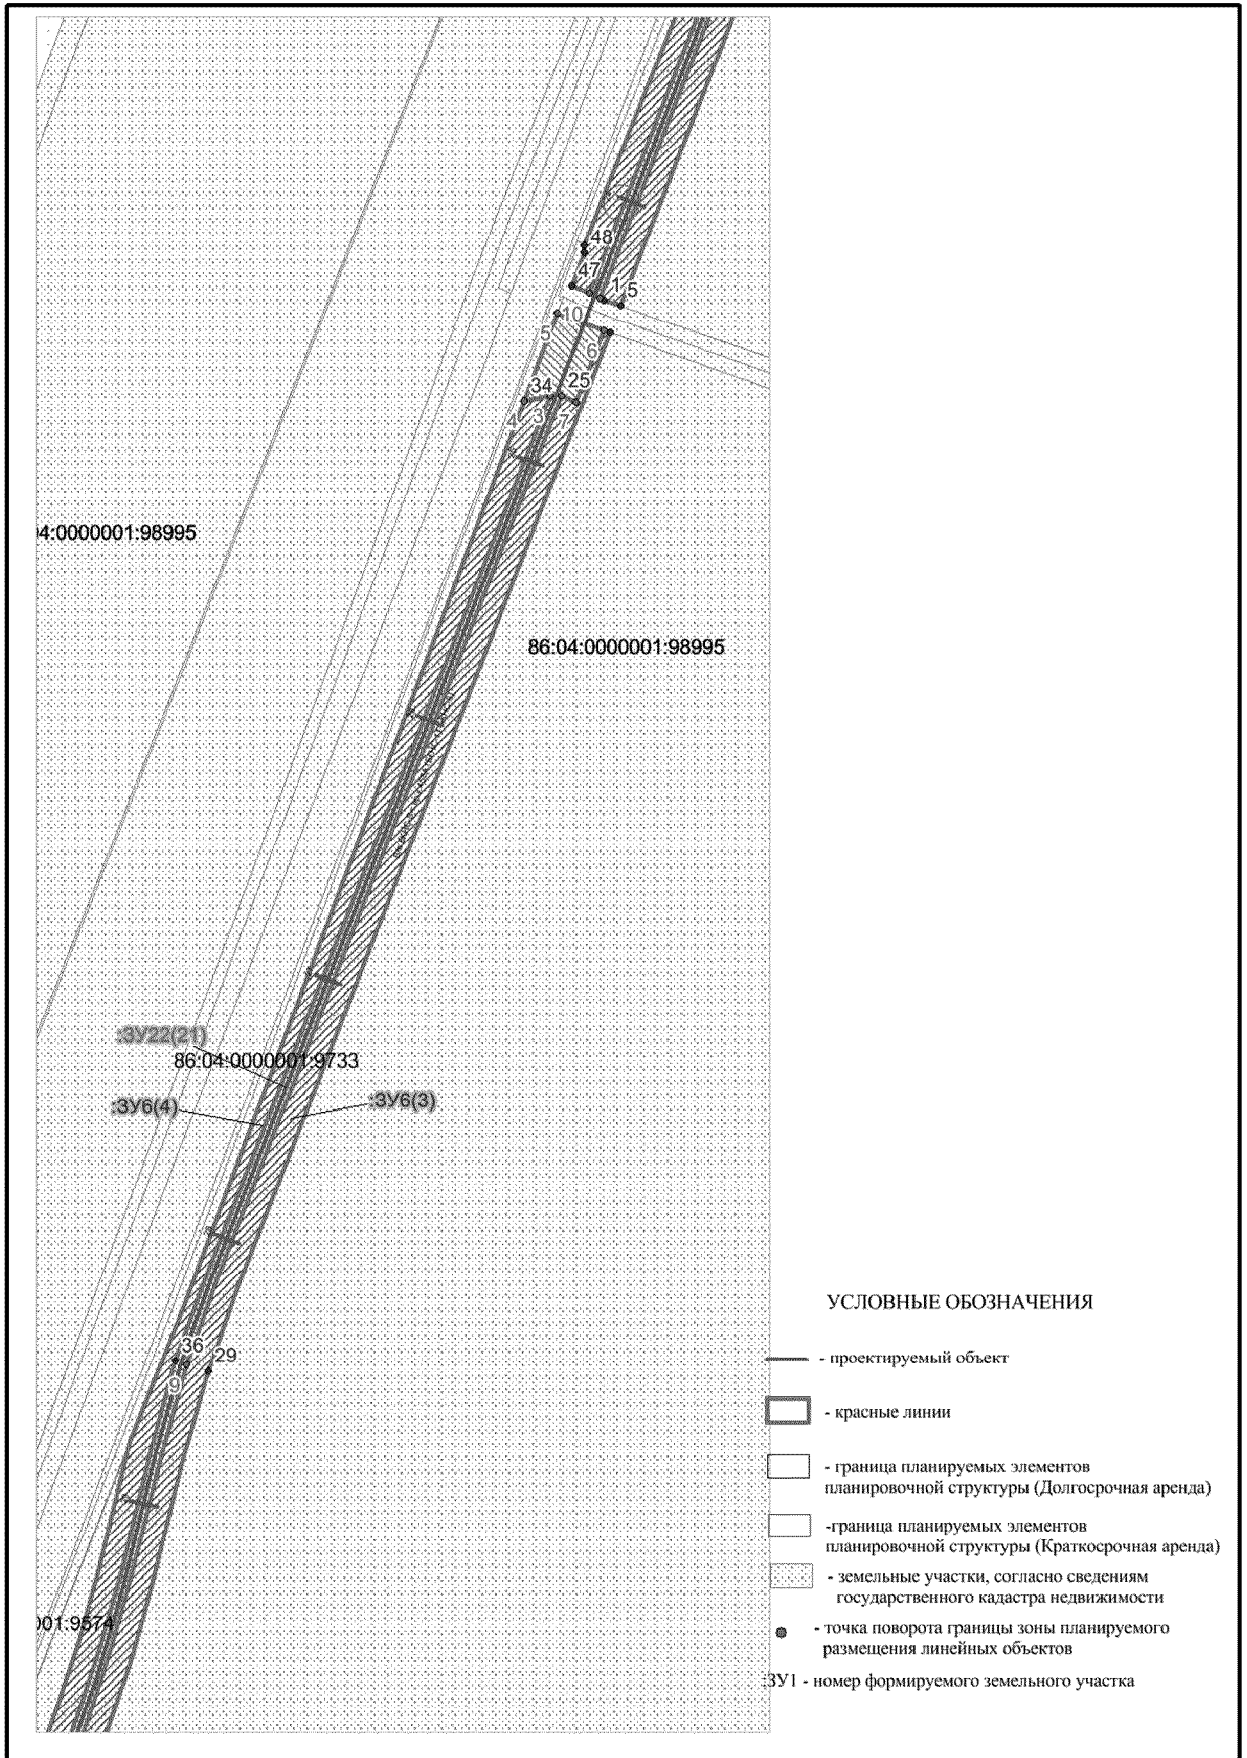 48
47
1
5
10
5
6
25
34
3
4
7
04:0000001:98995
86:04:0000001:98995
:ЗУ22(21)
86:04:0000001:9733
:ЗУ6(4)
:ЗУ6(3)
36
29
9
001:9574
УСЛОВНЫЕ ОБОЗНАЧЕНИЯ
- проектируемый объект
- красные линии
- граница планируемых элементов
планировочной структуры (Долгосрочная аренда)
-граница планируемых элементов
планировочной структуры (Краткосрочная аренда)
- земельные участки, согласно сведениям
государственного кадастра недвижимости
- точка поворота границы зоны планируемого
размещения линейных объектов
:ЗУ1 - номер формируемого земельного участка